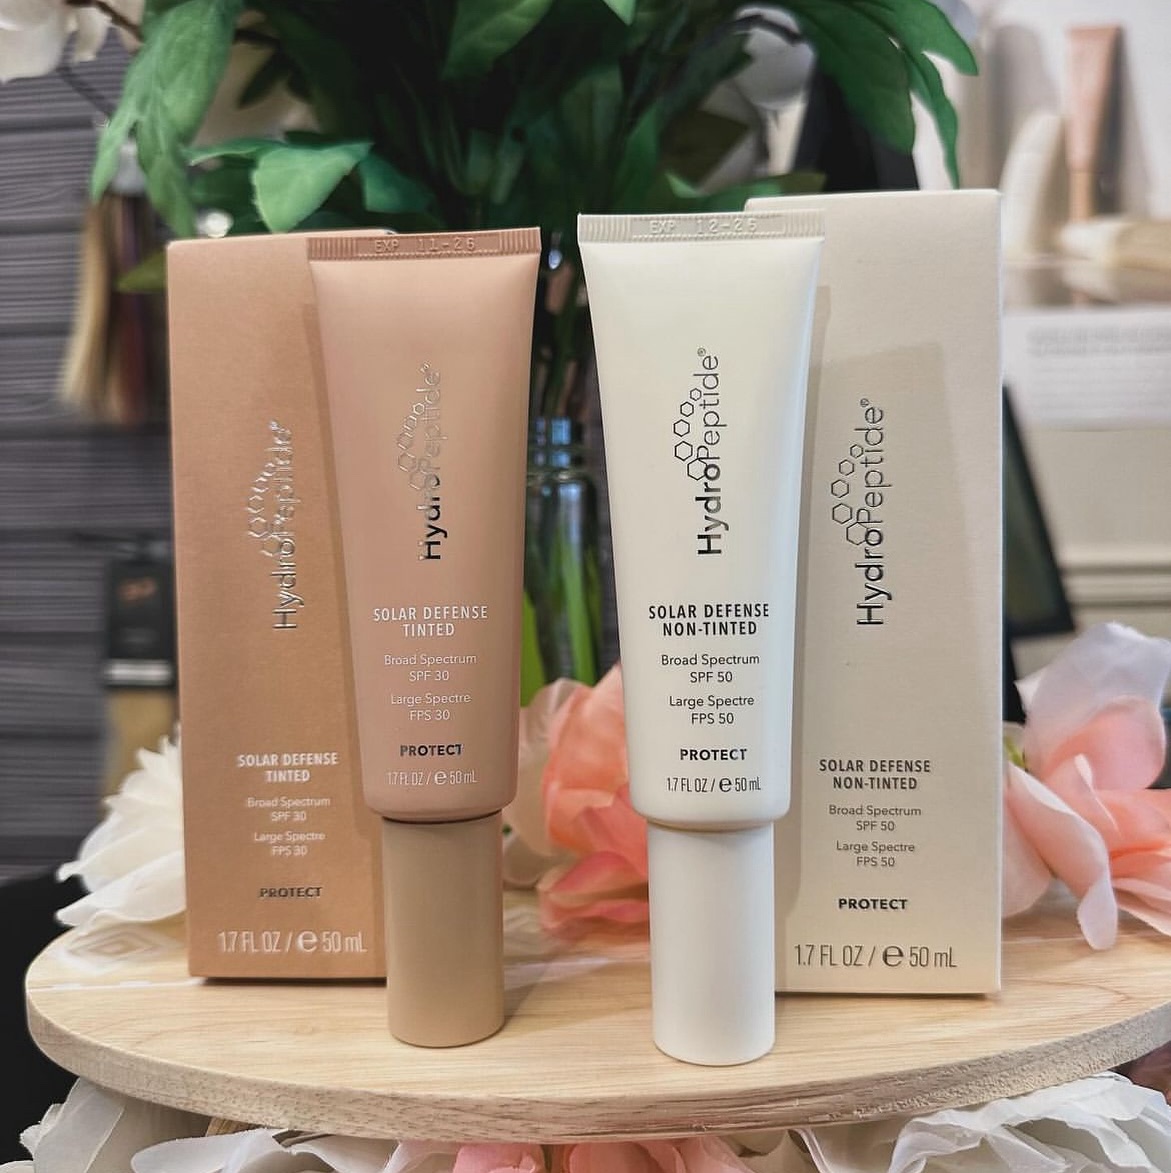 HydroPeptide®
SOLAR DEFENSE
TINTED
Broad Spectrum
SPF 30
Large Spectre
FPS 30
PROTECT
1.7 FL OZ / ℮ 50 mL
EXP 11-26
HydroPeptide®
SOLAR DEFENSE
TINTED
Broad Spectrum
SPF 30
Large Spectre
FPS 30
PROTECT
1.7 FL OZ / ℮ 50 mL
EXP 12-26
HydroPeptide®
SOLAR DEFENSE
NON-TINTED
Broad Spectrum
SPF 50
Large Spectre
FPS 50
PROTECT
1.7 FL OZ / ℮ 50 mL
HydroPeptide®
SOLAR DEFENSE
NON-TINTED
Broad Spectrum
SPF 50
Large Spectre
FPS 50
PROTECT
1.7 FL OZ / ℮ 50 mL